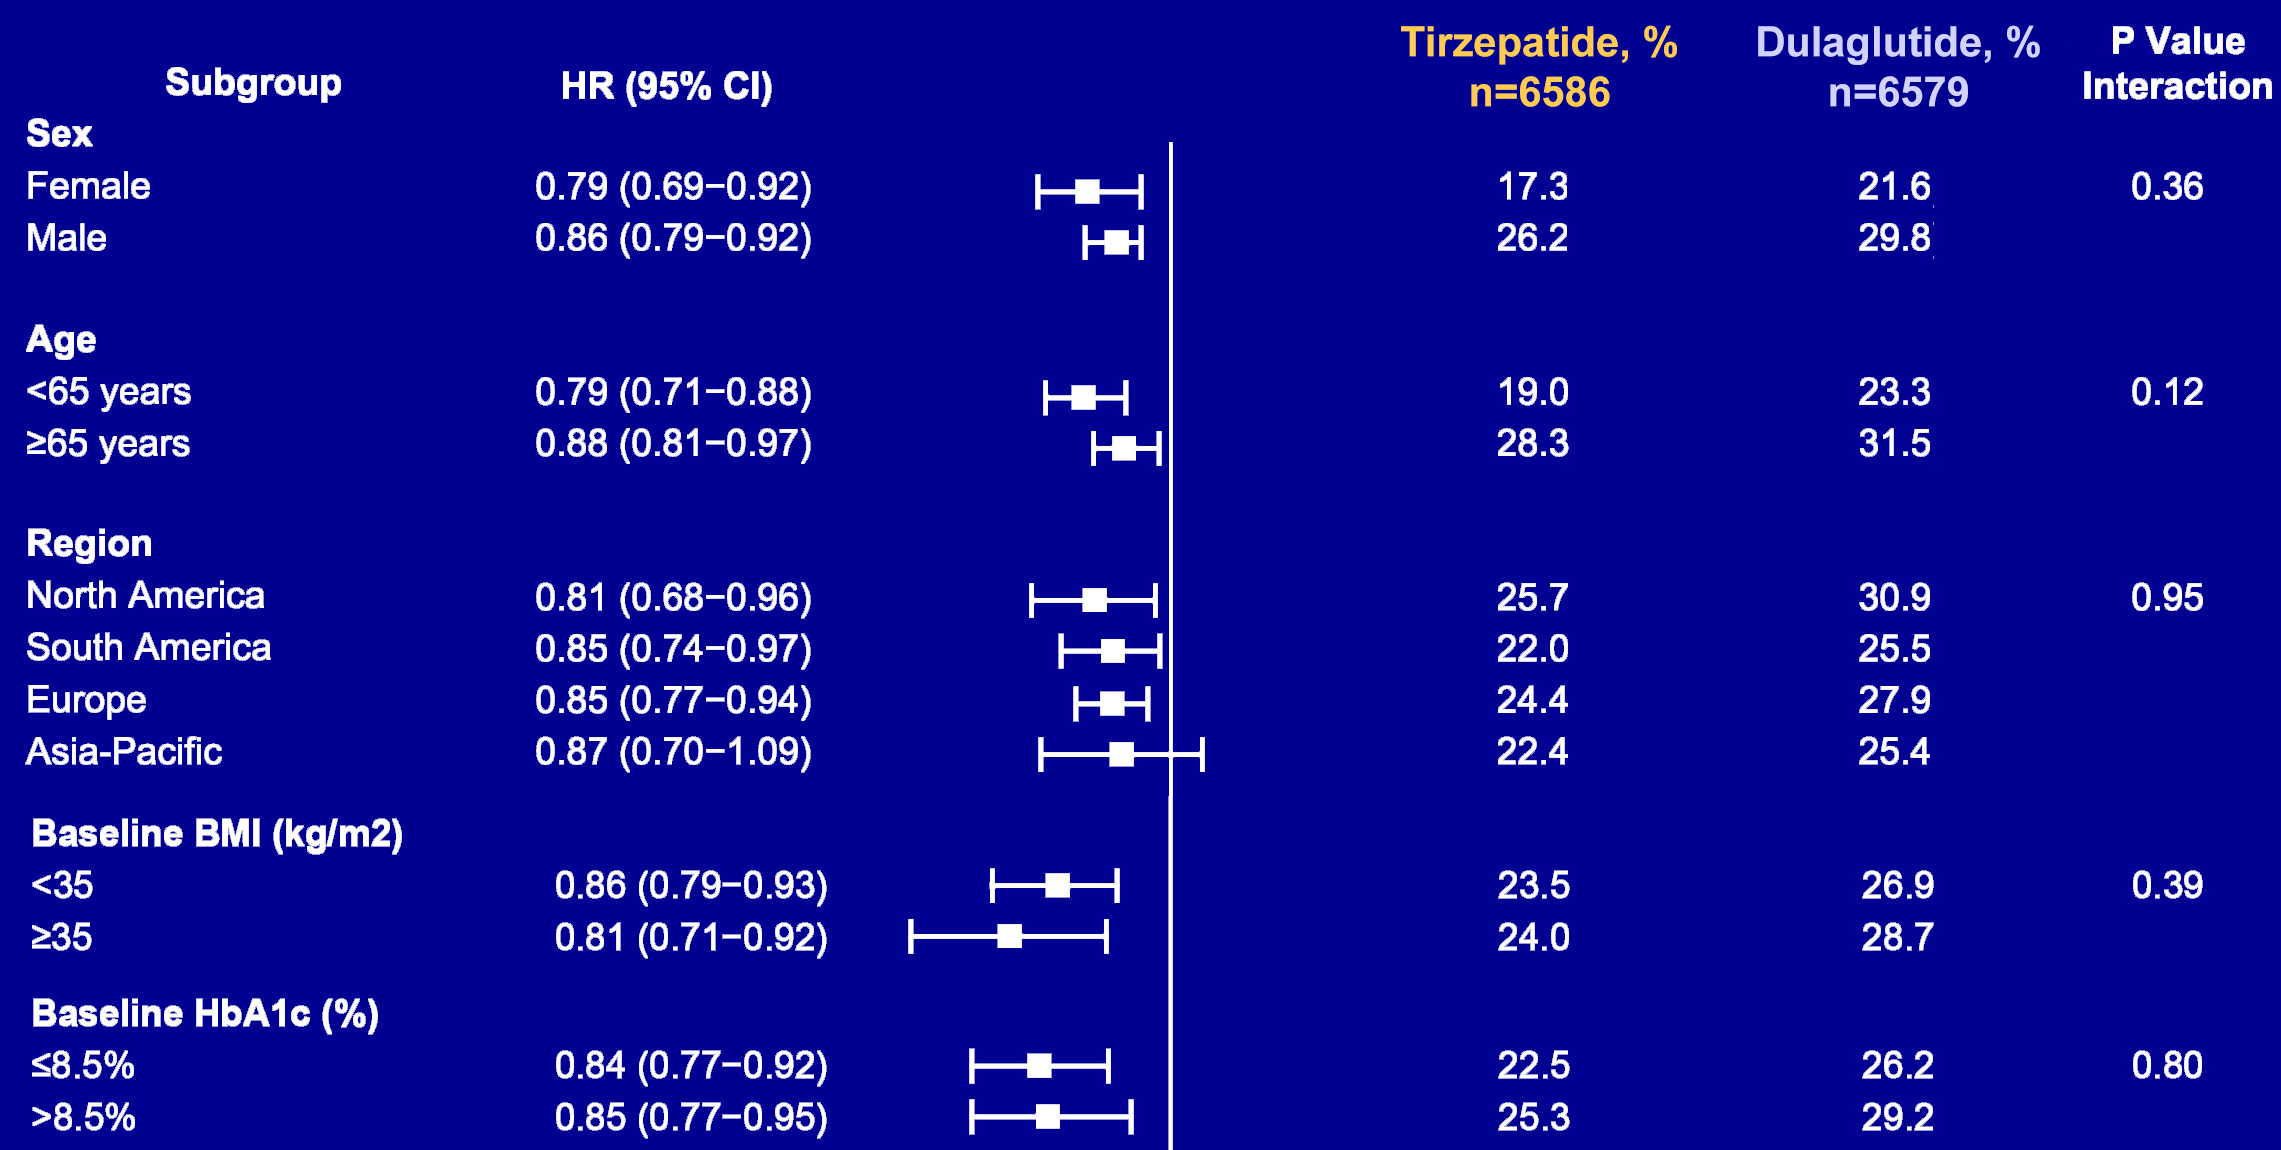 Subgroup HR (95% CI) Tirzepatide, % n=6586 Dulaglutide, % n=6579 P Value Interaction
Sex
Female 0.79 (0.69−0.92) 17.3 21.6 0.36
Male 0.86 (0.79−0.92) 26.2 29.8
Age
<65 years 0.79 (0.71−0.88) 19.0 23.3 0.12
≥65 years 0.88 (0.81−0.97) 28.3 31.5
Region
North America 0.81 (0.68−0.96) 25.7 30.9 0.95
South America 0.85 (0.74−0.97) 22.0 25.5
Europe 0.85 (0.77−0.94) 24.4 27.9
Asia-Pacific 0.87 (0.70−1.09) 22.4 25.4
Baseline BMI (kg/m2)
<35 0.86 (0.79−0.93) 23.5 26.9 0.39
≥35 0.81 (0.71−0.92) 24.0 28.7
Baseline HbA1c (%)
≤8.5% 0.84 (0.77−0.92) 22.5 26.2 0.80
>8.5% 0.85 (0.77−0.95) 25.3 29.2